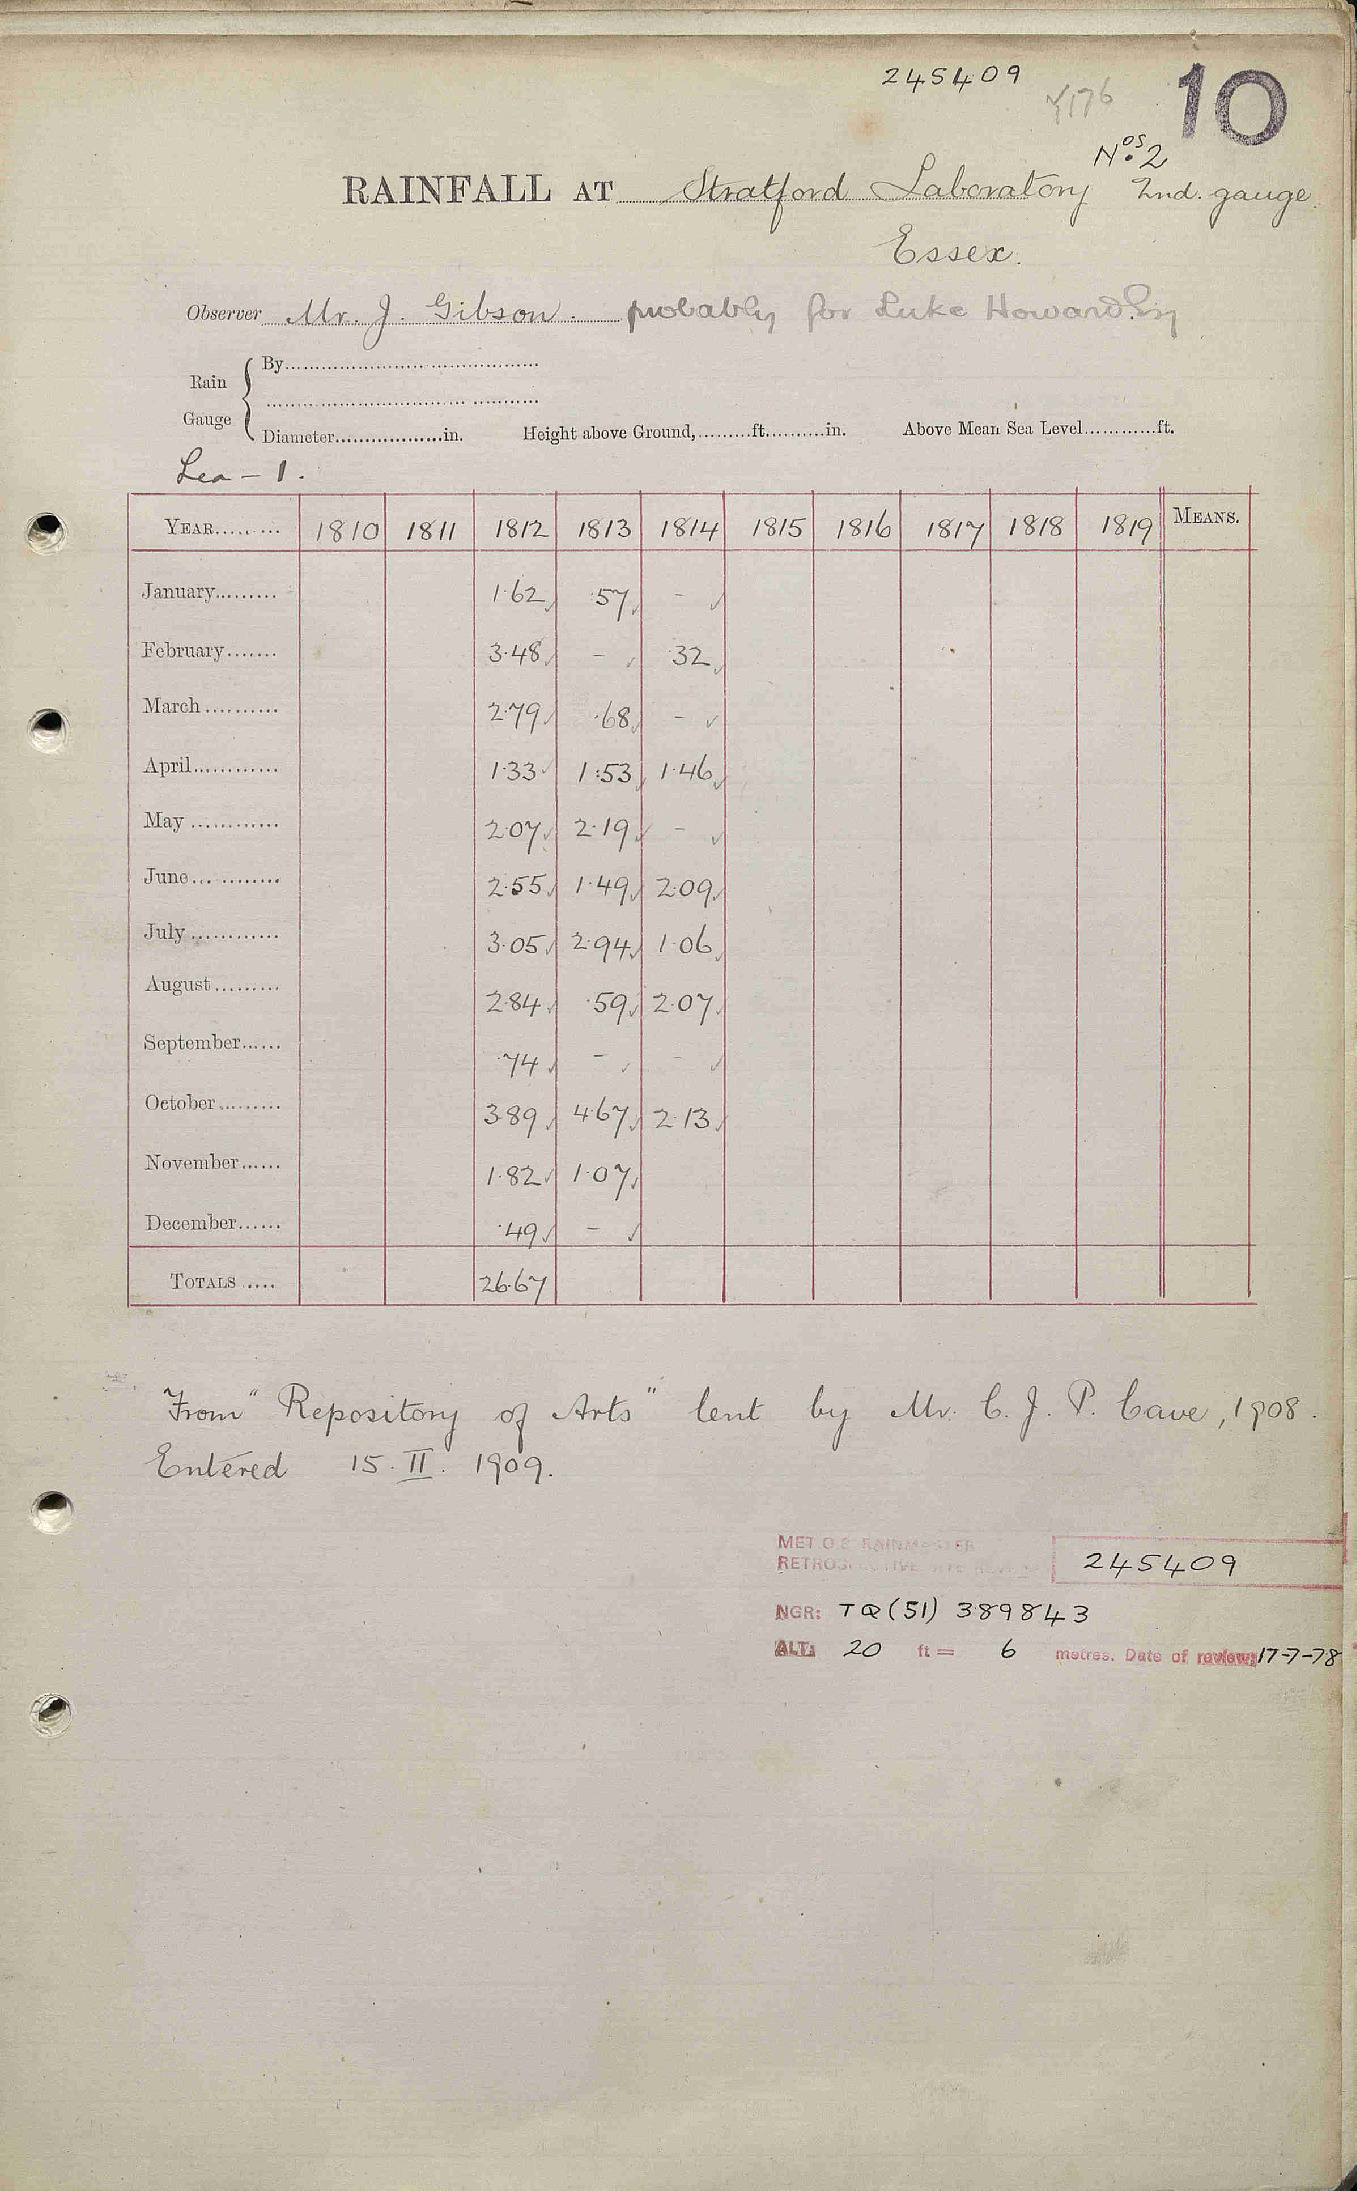 245409
10
Nos. 2
RAINFALL AT Stratford Laboratory 2nd. gauge.
Essex.
Observer Mr. J. Gibson. probably for Luke Howard Esq
Rain Gauge
By
Diameter in. Height above Ground, ft. in. Above Mean Sea Level ft.
Lea – 1.
YEAR 1810 1811 1812 1813 1814 1815 1816 1817 1818 1819 MEANS.
January 1.62 .57 -
February 3.48 - .32
March 2.79 .68 -
April 1.33 1.53 1.46
May 2.07 2.19 -
June 2.55 1.49 2.09
July 3.05 2.94 1.06
August 2.84 .59 2.07
September .74 - -
October 3.89 4.67 2.13
November 1.82 1.07
December .49 -
TOTALS 26.67
From "Repository of Arts" lent by Mr. C. J. P. Cave, 1908.
Entered 15. II. 1909.
MET O 8 RAINMASTER
245409
NGR: TQ (51) 389843
ALT: 20 ft = 6 metres. Date of review: 17-7-78